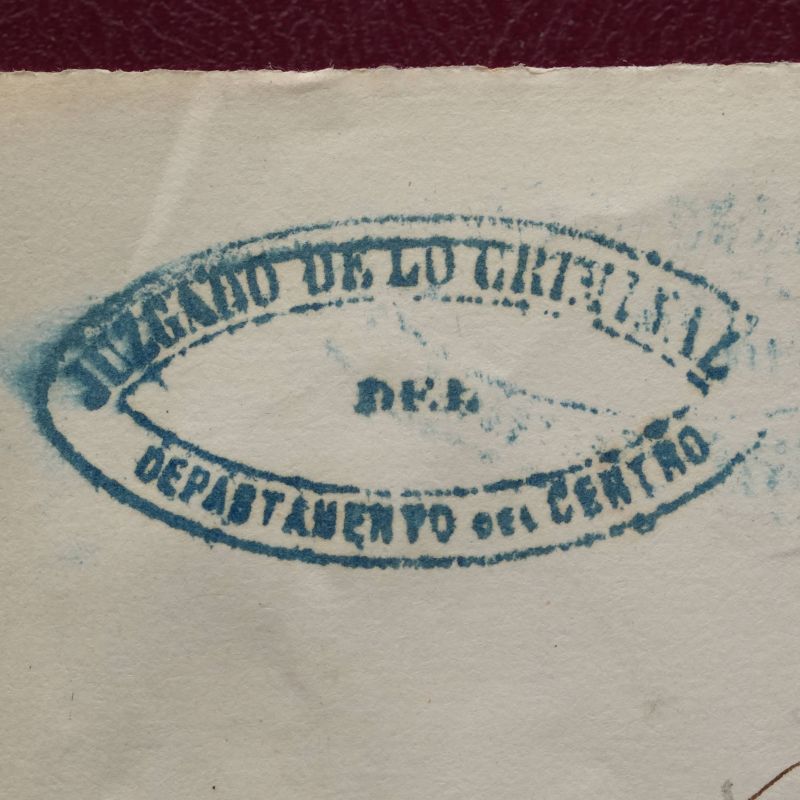 JUZGADO DE LO CRIMINAL
DEL
DEPARTAMENTO DEL CENTRO